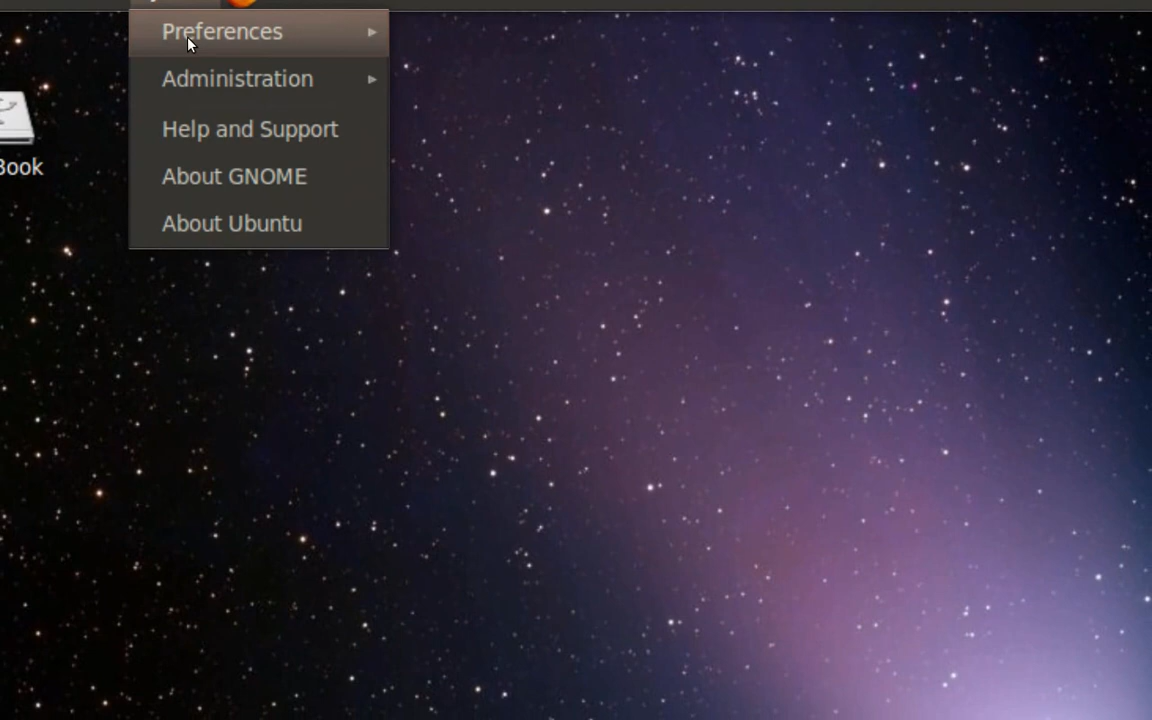 Preferences
Administration
Help and Support
About GNOME
About Ubuntu
Book